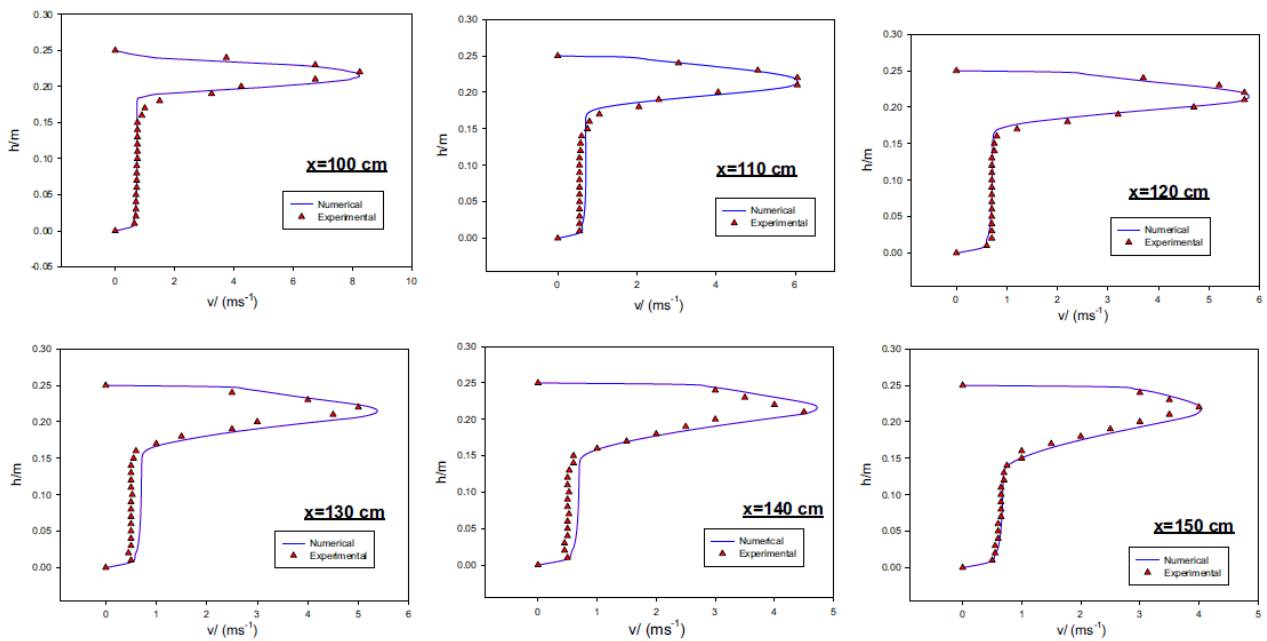 0.30
0.25
0.20
0.15
0.10
0.05
0.00
-0.05
h/m
x=100 cm
Numerical
Experimental
0 2 4 6 8 10
v/ (ms-1)
0.30
0.25
0.20
0.15
0.10
0.05
0.00
h/m
x=110 cm
Numerical
Experimental
0 2 4 6
v/ (ms-1)
0.30
0.25
0.20
0.15
0.10
0.05
0.00
h/m
x=120 cm
Numerical
Experimental
0 1 2 3 4 5 6
v/ (ms-1)
0.30
0.25
0.20
0.15
0.10
0.05
0.00
h/m
x=130 cm
Numerical
Experimental
0 1 2 3 4 5 6
v/ (ms-1)
0.30
0.25
0.20
0.15
0.10
0.05
0.00
h/m
x=140 cm
Numerical
Experimental
0 1 2 3 4 5
v/ (ms-1)
0.30
0.25
0.20
0.15
0.10
0.05
0.00
h/m
x=150 cm
Numerical
Experimental
0 1 2 3 4 5
v/ (ms-1)